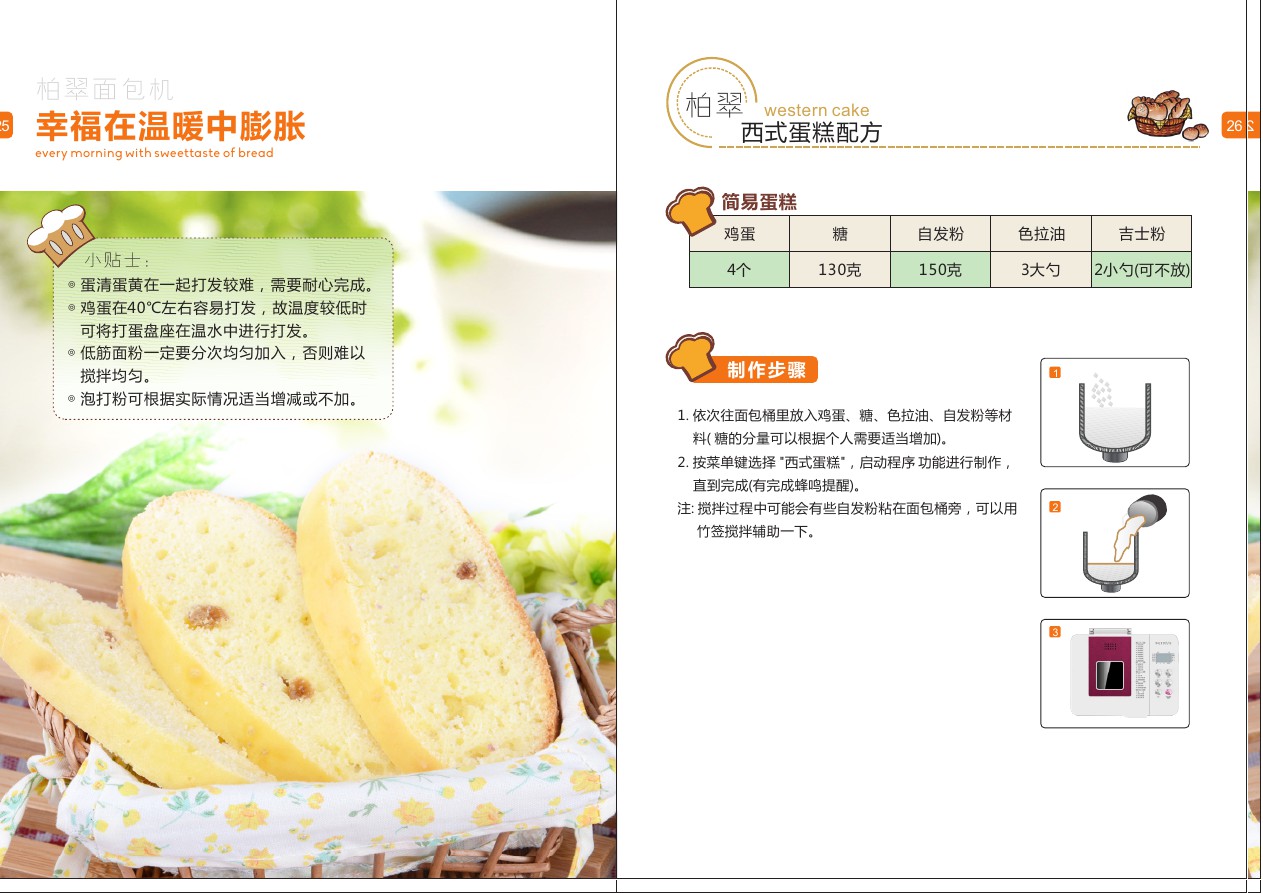 柏翠面包机
25
幸福在温暖中膨胀
every morning with sweettaste of bread
小贴士:
◎ 蛋清蛋黄在一起打发较难，需要耐心完成。
◎ 鸡蛋在40℃左右容易打发，故温度较低时
可将打蛋盘座在温水中进行打发。
◎ 低筋面粉一定要分次均匀加入，否则难以
搅拌均匀。
◎ 泡打粉可根据实际情况适当增减或不加。
柏翠
western cake
西式蛋糕配方
26
简易蛋糕
鸡蛋 糖 自发粉 色拉油 吉士粉
4个 130克 150克 3大勺 2小勺(可不放)
制作步骤
1. 依次往面包桶里放入鸡蛋、糖、色拉油、自发粉等材
料( 糖的分量可以根据个人需要适当增加)。
2. 按菜单键选择 "西式蛋糕"，启动程序 功能进行制作，
直到完成(有完成蜂鸣提醒)。
注: 搅拌过程中可能会有些自发粉粘在面包桶旁，可以用
竹签搅拌辅助一下。
1
2
3